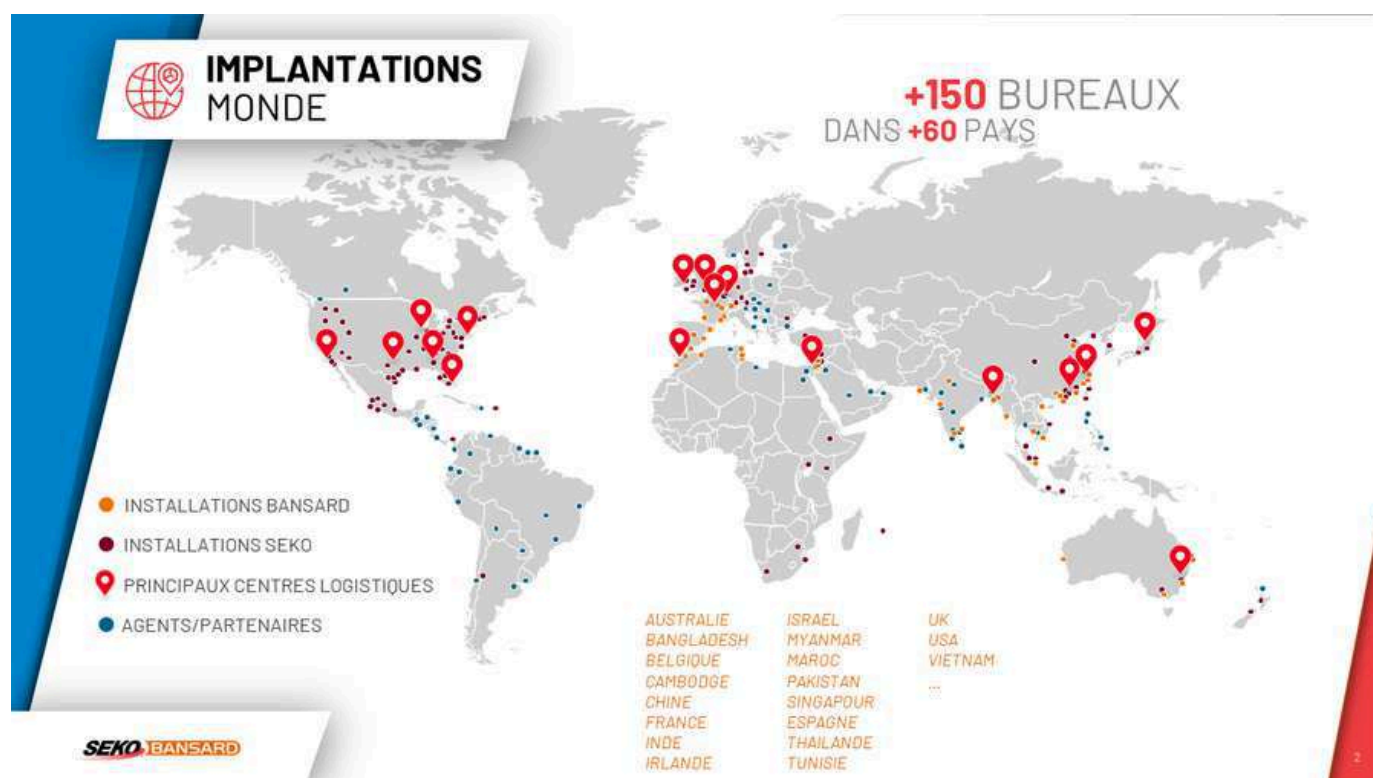 IMPLANTATIONS
MONDE
+150 BUREAUX
DANS +60 PAYS
INSTALLATIONS BANSARD
INSTALLATIONS SEKO
PRINCIPAUX CENTRES LOGISTIQUES
AGENTS/PARTENAIRES
AUSTRALIE
BANGLADESH
BELGIQUE
CAMBODGE
CHINE
FRANCE
INDE
IRLANDE
ISRAEL
MYANMAR
MAROC
PAKISTAN
SINGAPOUR
ESPAGNE
THAILANDE
TUNISIE
UK
USA
VIETNAM
...
SEKO BANSARD
2